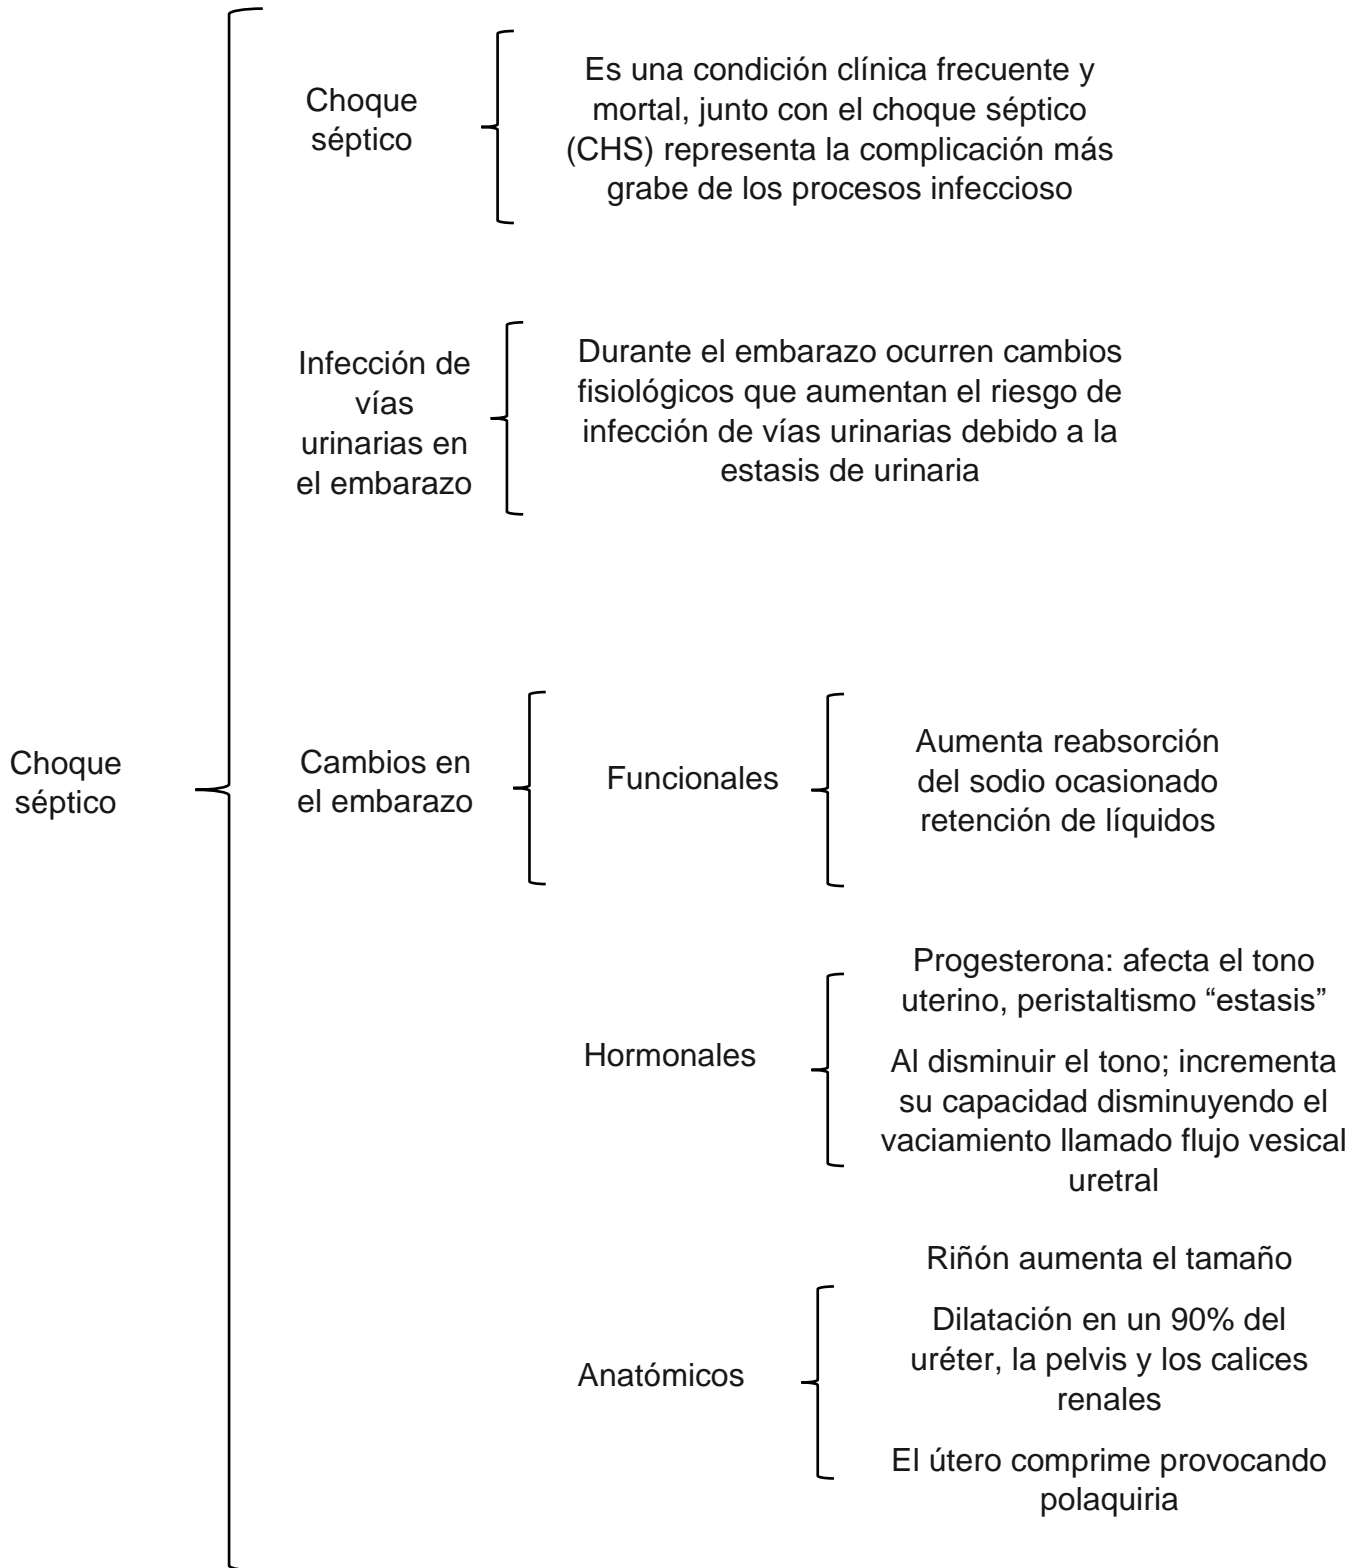 Choque
séptico
Choque
séptico
Es una condición clínica frecuente y
mortal, junto con el choque séptico
(CHS) representa la complicación más
grabe de los procesos infeccioso
Infección de
vías
urinarias en
el embarazo
Durante el embarazo ocurren cambios
fisiológicos que aumentan el riesgo de
infección de vías urinarias debido a la
estasis de urinaria
Cambios en
el embarazo
Funcionales
Aumenta reabsorción
del sodio ocasionado
retención de líquidos
Hormonales
Progesterona: afecta el tono
uterino, peristaltismo “estasis”
Al disminuir el tono; incrementa
su capacidad disminuyendo el
vaciamiento llamado flujo vesical
uretral
Anatómicos
Riñón aumenta el tamaño
Dilatación en un 90% del
uréter, la pelvis y los calices
renales
El útero comprime provocando
polaquiria